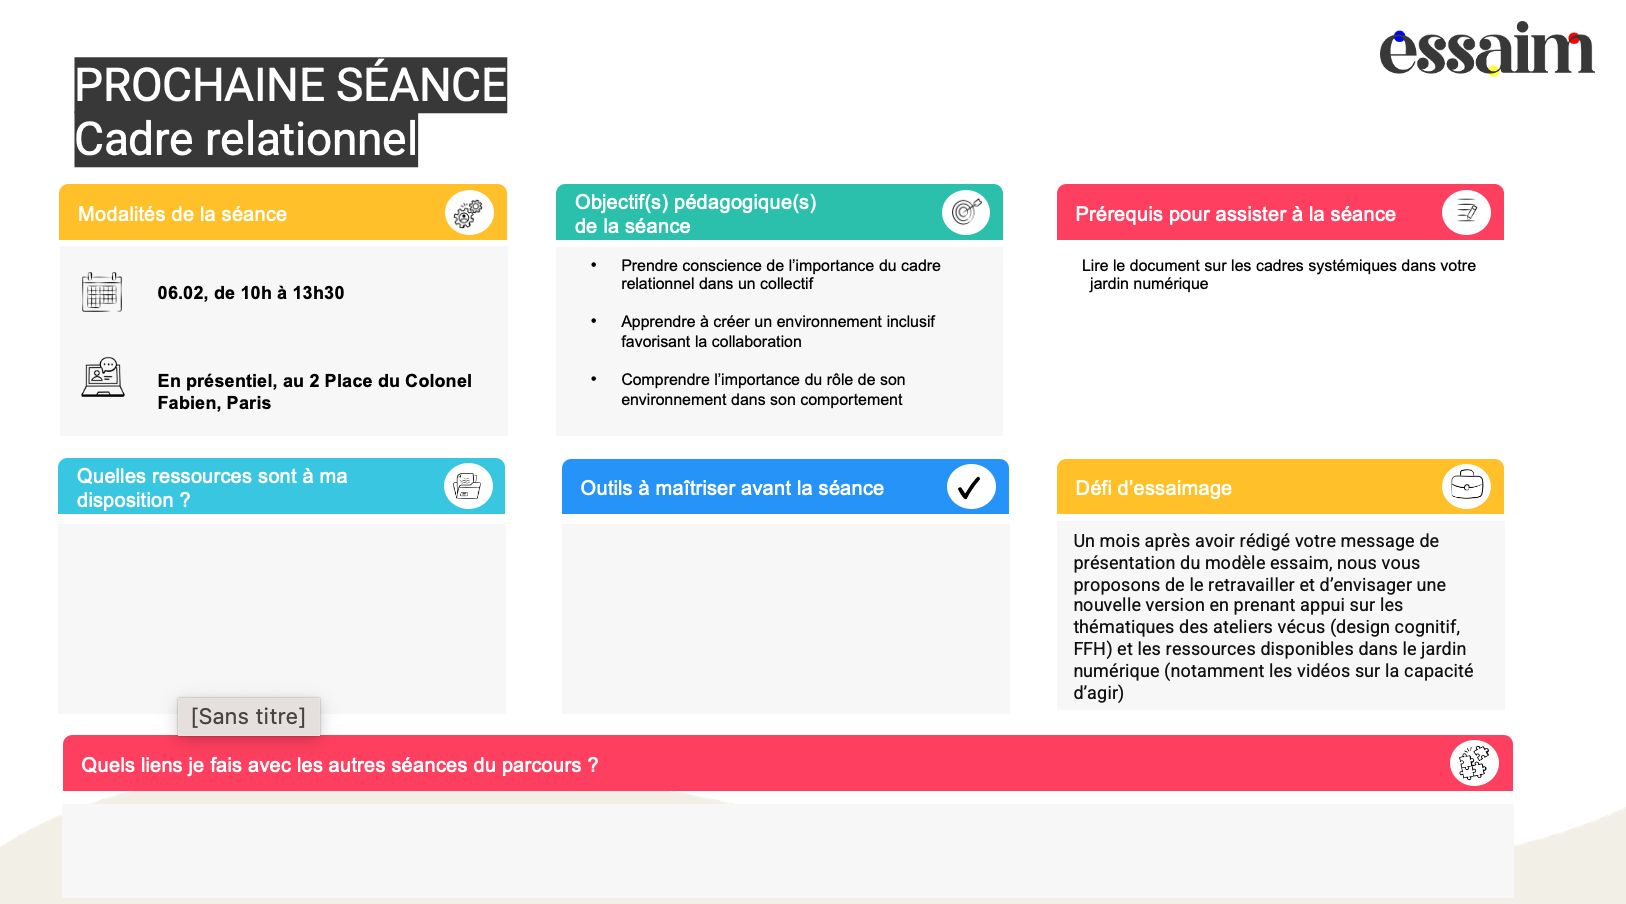 essaim
PROCHAINE SÉANCE
Cadre relationnel
Modalités de la séance
06.02, de 10h à 13h30
En présentiel, au 2 Place du Colonel
Fabien, Paris
Objectif(s) pédagogique(s)
de la séance
• Prendre conscience de l’importance du cadre
relationnel dans un collectif
• Apprendre à créer un environnement inclusif
favorisant la collaboration
• Comprendre l’importance du rôle de son
environnement dans son comportement
Prérequis pour assister à la séance
Lire le document sur les cadres systémiques dans votre
jardin numérique
Quelles ressources sont à ma
disposition ?
Outils à maîtriser avant la séance
Défi d’essaimage
Un mois après avoir rédigé votre message de
présentation du modèle essaim, nous vous
proposons de le retravailler et d’envisager une
nouvelle version en prenant appui sur les
thématiques des ateliers vécus (design cognitif,
FFH) et les ressources disponibles dans le jardin
numérique (notamment les vidéos sur la capacité
d’agir)
[Sans titre]
Quels liens je fais avec les autres séances du parcours ?